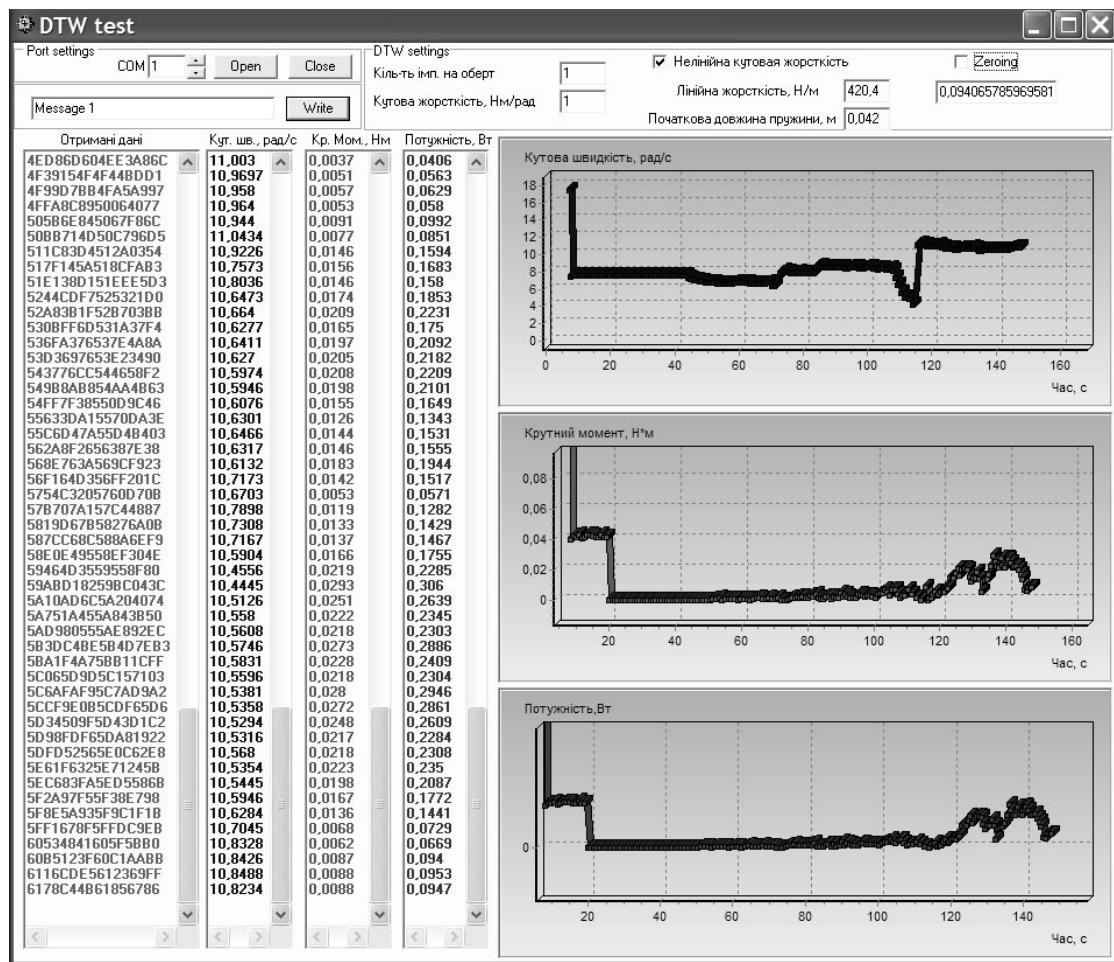 DTW test
Port settings
COM 1 Open Close
Message 1 Write
DTW settings
Кіль-ть імп. на оберт 1
Кутова жорсткість, Нм/рад 1
Нелінійна кутовая жорсткість
Лінійна жорсткість, Н/м 420,4
Початкова довжина пружини, м 0,042
Zeroing
0,094065785969581
Отримані дані Кут. шв., рад/с Кр. Мом., Нм Потужність, Вт
4ED86D604EE3A86C 11,003 0,0037 0,0406
4F39154F4F44BDD1 10,9697 0,0051 0,0563
4F99D7BB4FA5A997 10,958 0,0057 0,0629
4FFA8C8950064077 10,964 0,0053 0,058
505B6E845067F86C 10,944 0,0091 0,0992
50BB714D50C796D5 11,0434 0,0077 0,0851
511C83D4512A0354 10,9226 0,0146 0,1594
517F145A518CFAB3 10,7573 0,0156 0,1683
51E138D151EEE5D3 10,8036 0,0146 0,158
5244CDF7525321D0 10,6473 0,0174 0,1853
52A83B1F52B703BB 10,664 0,0209 0,2231
530BFF6D531A37F4 10,6277 0,0165 0,175
536FA376537E4A8A 10,6411 0,0197 0,2092
53D3697653E23490 10,627 0,0205 0,2182
543776CC544658F2 10,5974 0,0208 0,2209
549B8AB854AA4B63 10,5946 0,0198 0,2101
54FF7F38550D9C46 10,6076 0,0155 0,1649
55633DA15570DA3E 10,6301 0,0126 0,1343
55C6D47A55D4B403 10,6466 0,0144 0,1531
562A8F2656387E38 10,6317 0,0146 0,1555
568E763A569CF923 10,6132 0,0183 0,1944
56F164D356FF201C 10,7173 0,0142 0,1517
5754C3205760D70B 10,6703 0,0053 0,0571
57B707A157C44887 10,7898 0,0119 0,1282
5819D67B58276A0B 10,7308 0,0133 0,1429
587CC68C588A6EF9 10,7167 0,0137 0,1467
58E0E49558EF304E 10,5904 0,0166 0,1755
59464D3559558F80 10,4556 0,0219 0,2285
59ABD18259BC043C 10,4445 0,0293 0,306
5A10AD6C5A204074 10,5126 0,0251 0,2639
5A751A455A843B50 10,558 0,0222 0,2345
5AD980555AE892EC 10,5608 0,0218 0,2303
5B3DC4BE5B4D7EB3 10,5746 0,0273 0,2886
5BA1F4A75BB11CFF 10,5831 0,0228 0,2409
5C065D9D5C157103 10,5596 0,0218 0,2304
5C6AFAF95C7AD9A2 10,5381 0,028 0,2946
5CCF9E0B5CDF65D6 10,5358 0,0272 0,2861
5D34509F5D43D1C2 10,5294 0,0248 0,2609
5D98FDF65DA81922 10,5316 0,0217 0,2284
5DFD52565E0C62E8 10,568 0,0218 0,2308
5E61F6325E71245B 10,5354 0,0223 0,235
5EC683FA5ED5586B 10,5445 0,0198 0,2087
5F2A97F55F38E798 10,5946 0,0167 0,1772
5F8E5A935F9C1F1B 10,6284 0,0136 0,1441
5FF1678F5FFDC9EB 10,7045 0,0068 0,0729
60534841605F5BB0 10,8328 0,0062 0,0669
60B5123F60C1AABB 10,8426 0,0087 0,094
6116CDE5612369FF 10,8488 0,0088 0,0953
6178C44B61856786 10,8234 0,0088 0,0947
Кутова швидкість, рад/с
18
16
14
12
10
8
6
4
2
0
0 20 40 60 80 100 120 140 160
Час, с
Крутний момент, Н*м
0,08
0,06
0,04
0,02
0
20 40 60 80 100 120 140 160
Час, с
Потужність,Вт
0
20 40 60 80 100 120 140
Час, с